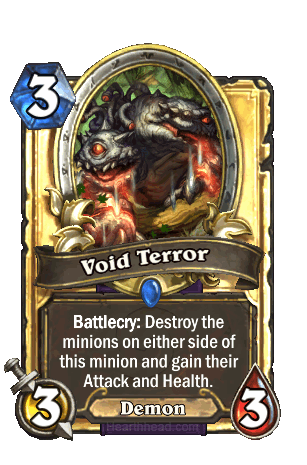 3
Void Terror
Battlecry: Destroy the
minions on either side of
this minion and gain their
Attack and Health.
3
Demon
3
Hearthhead.com